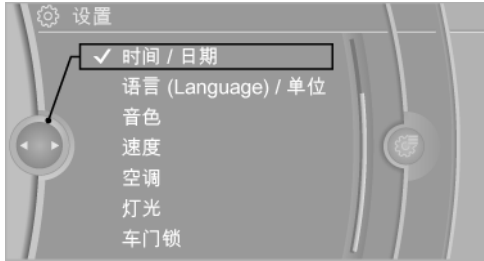 设置
时间 / 日期
语言 (Language) / 单位
音色
速度
空调
灯光
车门锁